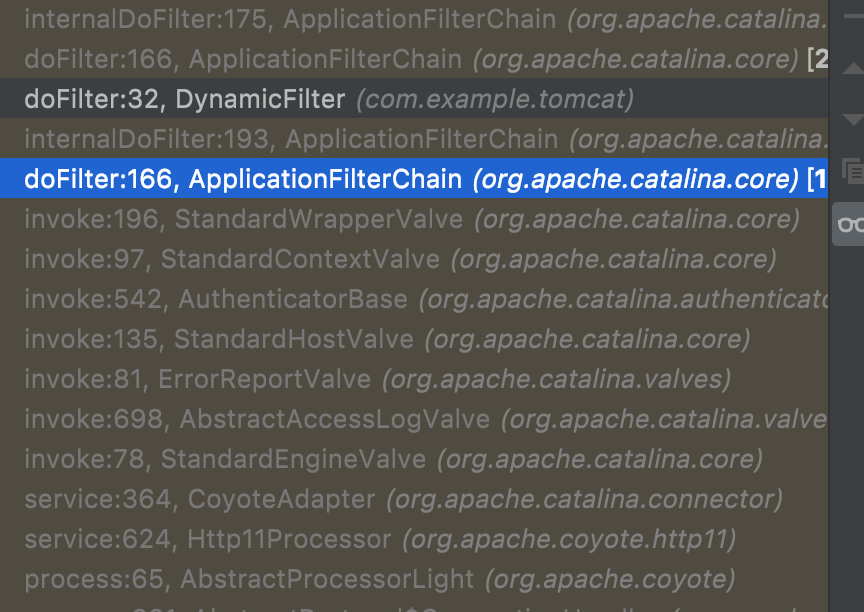 internalDoFilter:175, ApplicationFilterChain (org.apache.catalina.
doFilter:166, ApplicationFilterChain (org.apache.catalina.core) [2
doFilter:32, DynamicFilter (com.example.tomcat)
internalDoFilter:193, ApplicationFilterChain (org.apache.catalina.
doFilter:166, ApplicationFilterChain (org.apache.catalina.core) [1
invoke:196, StandardWrapperValve (org.apache.catalina.core)
invoke:97, StandardContextValve (org.apache.catalina.core)
invoke:542, AuthenticatorBase (org.apache.catalina.authenticato
invoke:135, StandardHostValve (org.apache.catalina.core)
invoke:81, ErrorReportValve (org.apache.catalina.valves)
invoke:698, AbstractAccessLogValve (org.apache.catalina.valve
invoke:78, StandardEngineValve (org.apache.catalina.core)
service:364, CoyoteAdapter (org.apache.catalina.connector)
service:624, Http11Processor (org.apache.coyote.http11)
process:65, AbstractProcessorLight (org.apache.coyote)